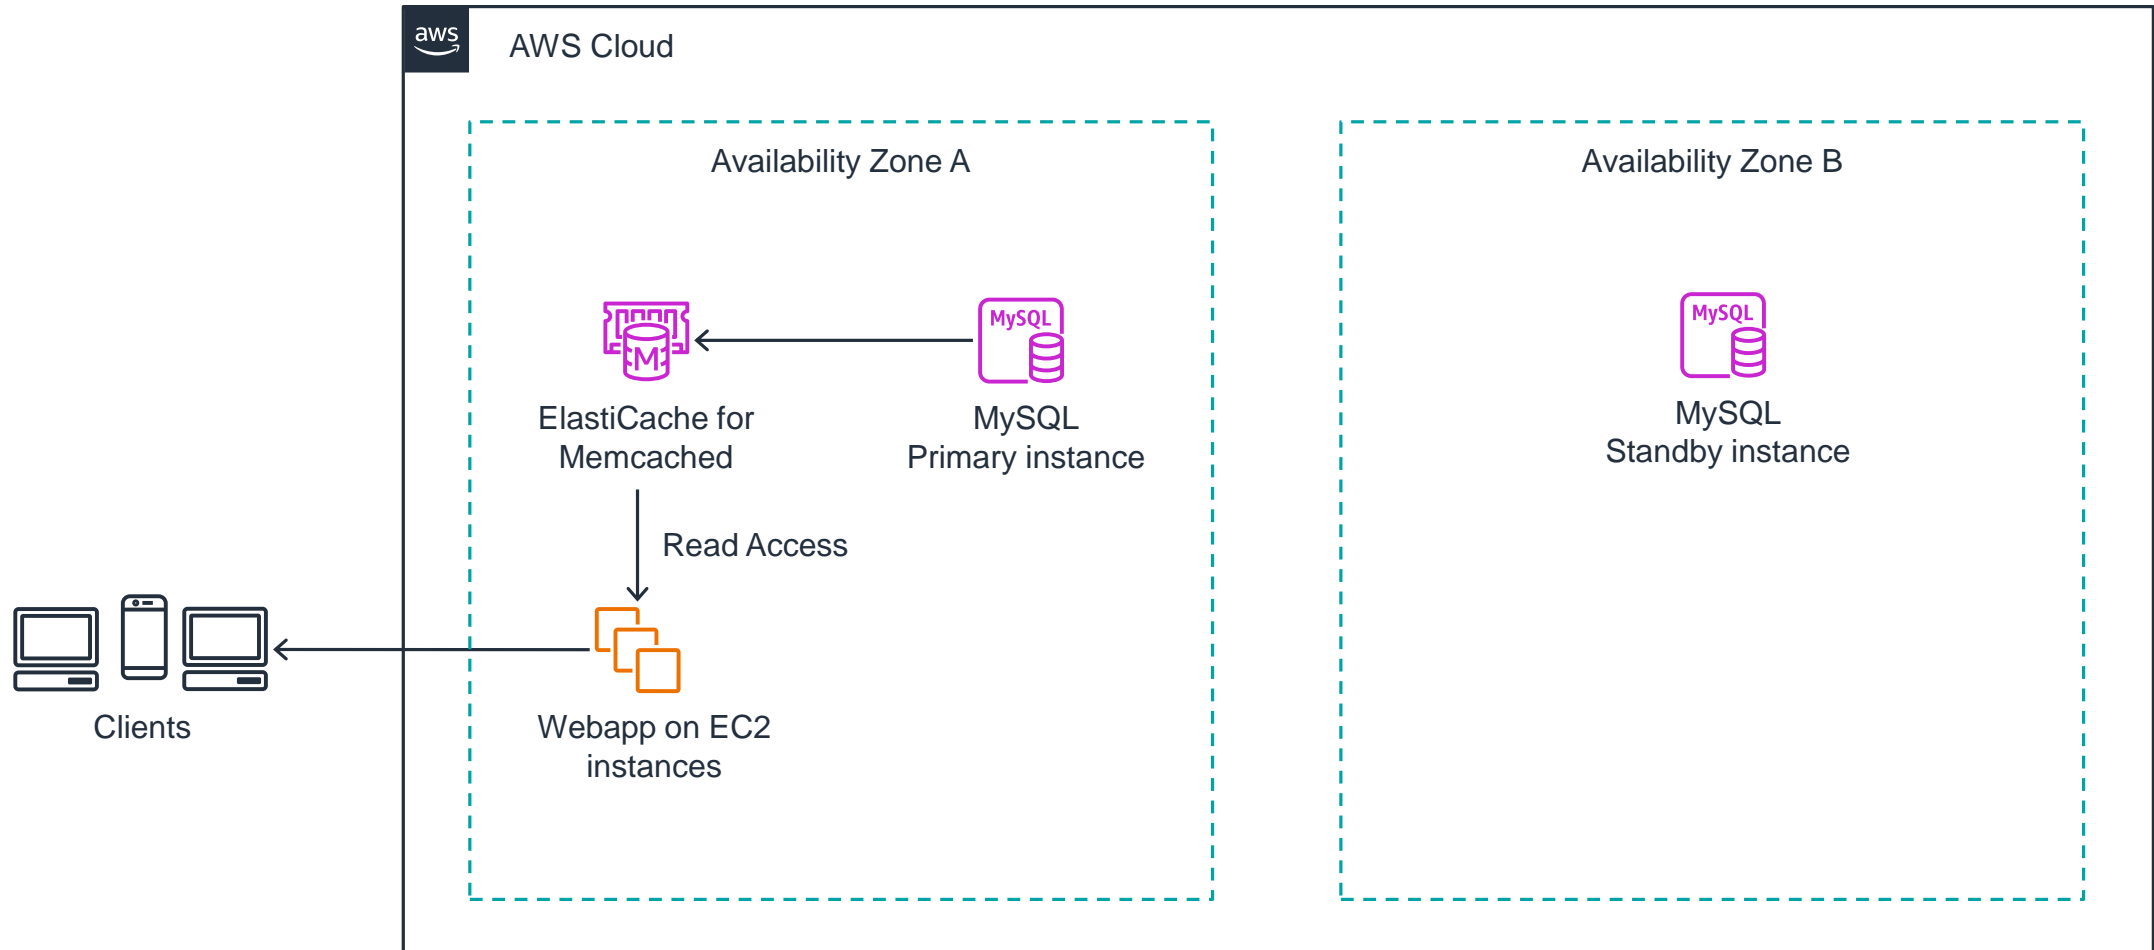 aws
AWS Cloud
Availability Zone A
Availability Zone B
MySQL
MySQL
M
ElastiCache for
Memcached
MySQL
Primary instance
MySQL
Standby instance
Read Access
Clients
Webapp on EC2
instances